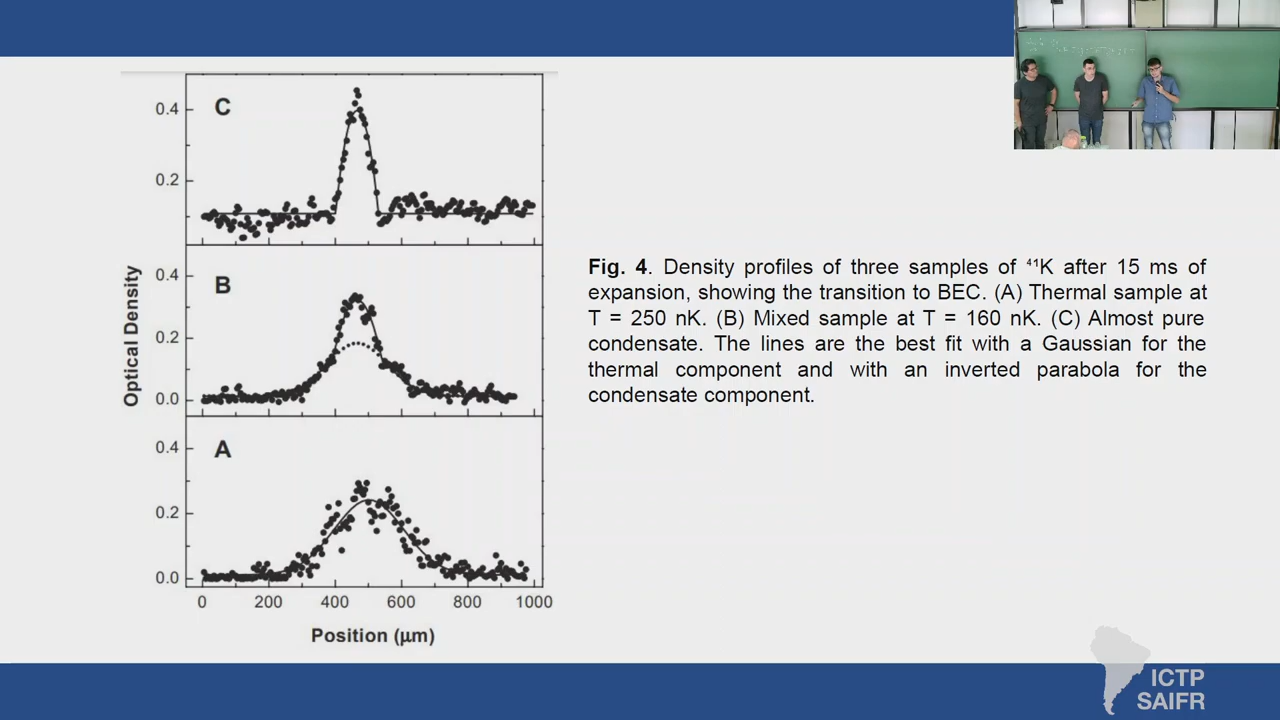 C
0.4
0.2
B
0.4
0.2
0.0
A
0.4
0.2
0.0
0 200 400 600 800 1000
Position (μm)
Optical Density
Fig. 4. Density profiles of three samples of ⁴¹K after 15 ms of
expansion, showing the transition to BEC. (A) Thermal sample at
T = 250 nK. (B) Mixed sample at T = 160 nK. (C) Almost pure
condensate. The lines are the best fit with a Gaussian for the
thermal component and with an inverted parabola for the
condensate component.
ICTP
SAIFR